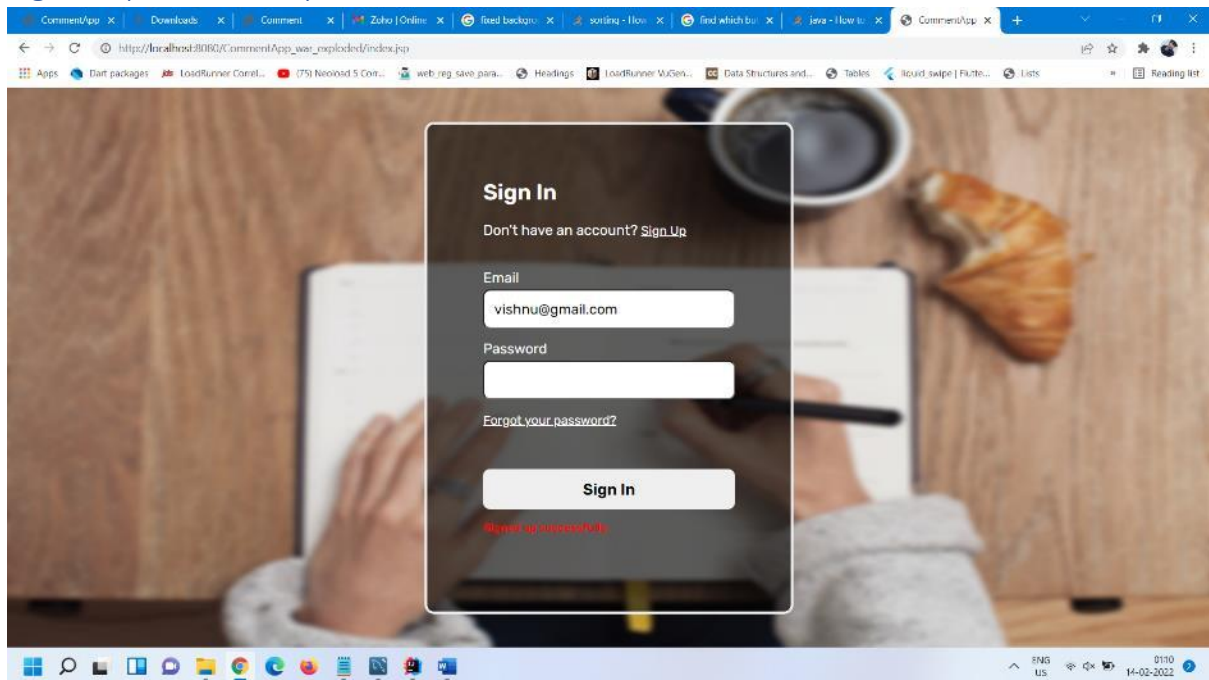 CommentApp
Downloads
Comment
Zoho | Online
fixed backgro
sorting - How
find which but
java - How to
CommentApp
http://localhost:8080/CommentApp_war_exploded/index.jsp
Apps
Dart packages
LoadRunner Correl...
(75) Neoload 5 Corr...
web_reg_save_para...
Headings
LoadRunner VuGen...
Data Structures and...
Tables
liquid_swipe | Flutte...
Lists
»
Reading list
Sign In
Don't have an account? Sign Up
Email
vishnu@gmail.com
Password
Forgot your password?
Sign In
Signed up successfully
ENG
US
01:10
14-02-2022